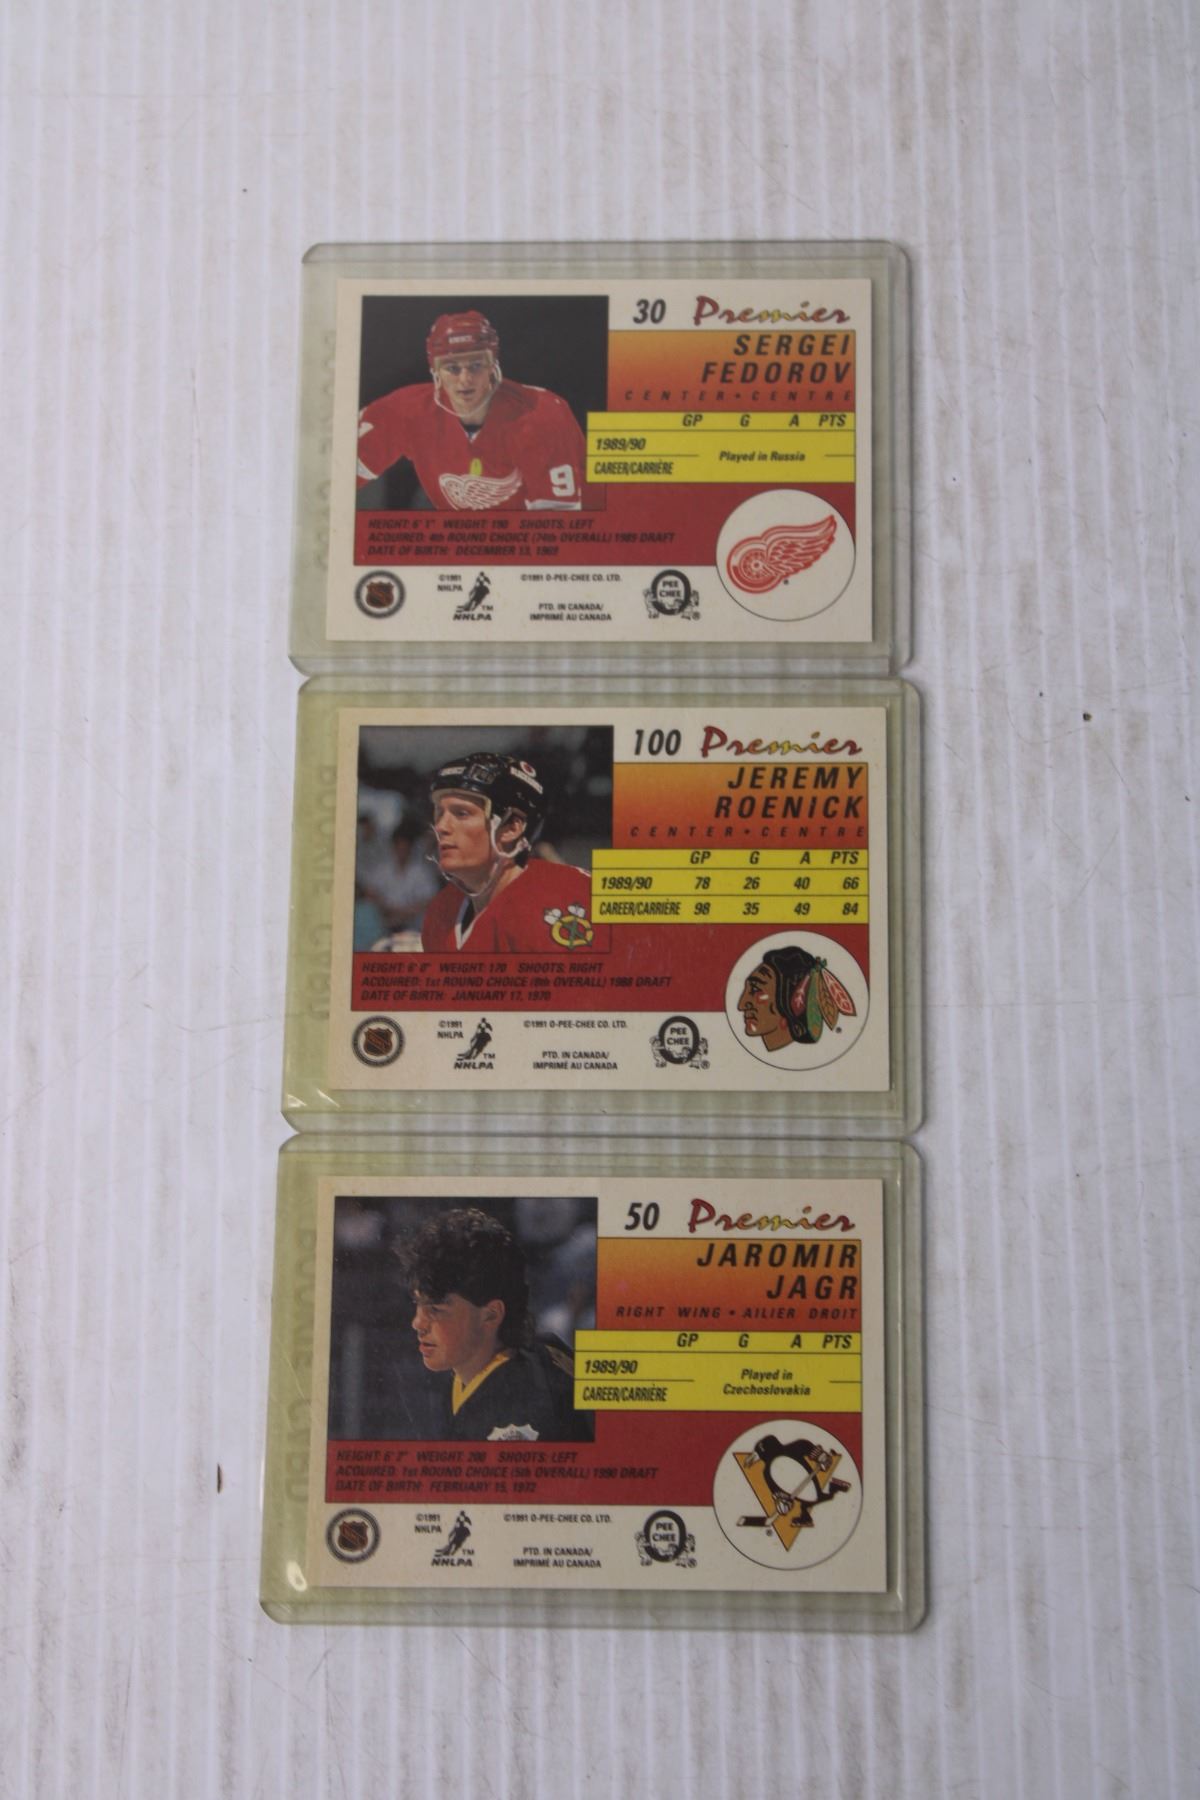 30 Premier
SERGEI
FEDOROV
CENTER • CENTRE
GP G A PTS
1989/90
Played in Russia
CAREER/CARRIÈRE
9
HEIGHT: 6' 1" WEIGHT: 190 SHOOTS: LEFT
ACQUIRED: 4th ROUND CHOICE (74th OVERALL) 1989 DRAFT
DATE OF BIRTH: DECEMBER 13, 1969
©1991
NHLPA
TM
NHLPA
©1991 O-PEE-CHEE CO. LTD.
PTD. IN CANADA/
IMPRIMÉ AU CANADA
PEE
CHEE
®
100 Premier
JEREMY
ROENICK
CENTER • CENTRE
GP G A PTS
1989/90 78 26 40 66
CAREER/CARRIÈRE 98 35 49 84
HEIGHT: 6' 0" WEIGHT: 170 SHOOTS: RIGHT
ACQUIRED: 1st ROUND CHOICE (8th OVERALL) 1988 DRAFT
DATE OF BIRTH: JANUARY 17, 1970
©1991
NHLPA
TM
NHLPA
©1991 O-PEE-CHEE CO. LTD.
PTD. IN CANADA/
IMPRIMÉ AU CANADA
PEE
CHEE
®
ROOKIE CARD
50 Premier
JAROMIR
JAGR
RIGHT WING • AILIER DROIT
GP G A PTS
1989/90
Played in
Czechoslovakia
CAREER/CARRIÈRE
HEIGHT: 6' 2" WEIGHT: 200 SHOOTS: LEFT
ACQUIRED: 1st ROUND CHOICE (5th OVERALL) 1990 DRAFT
DATE OF BIRTH: FEBRUARY 15, 1972
©1991
NHLPA
TM
NHLPA
©1991 O-PEE-CHEE CO. LTD.
PTD. IN CANADA/
IMPRIMÉ AU CANADA
PEE
CHEE
®
ROOKIE CARD